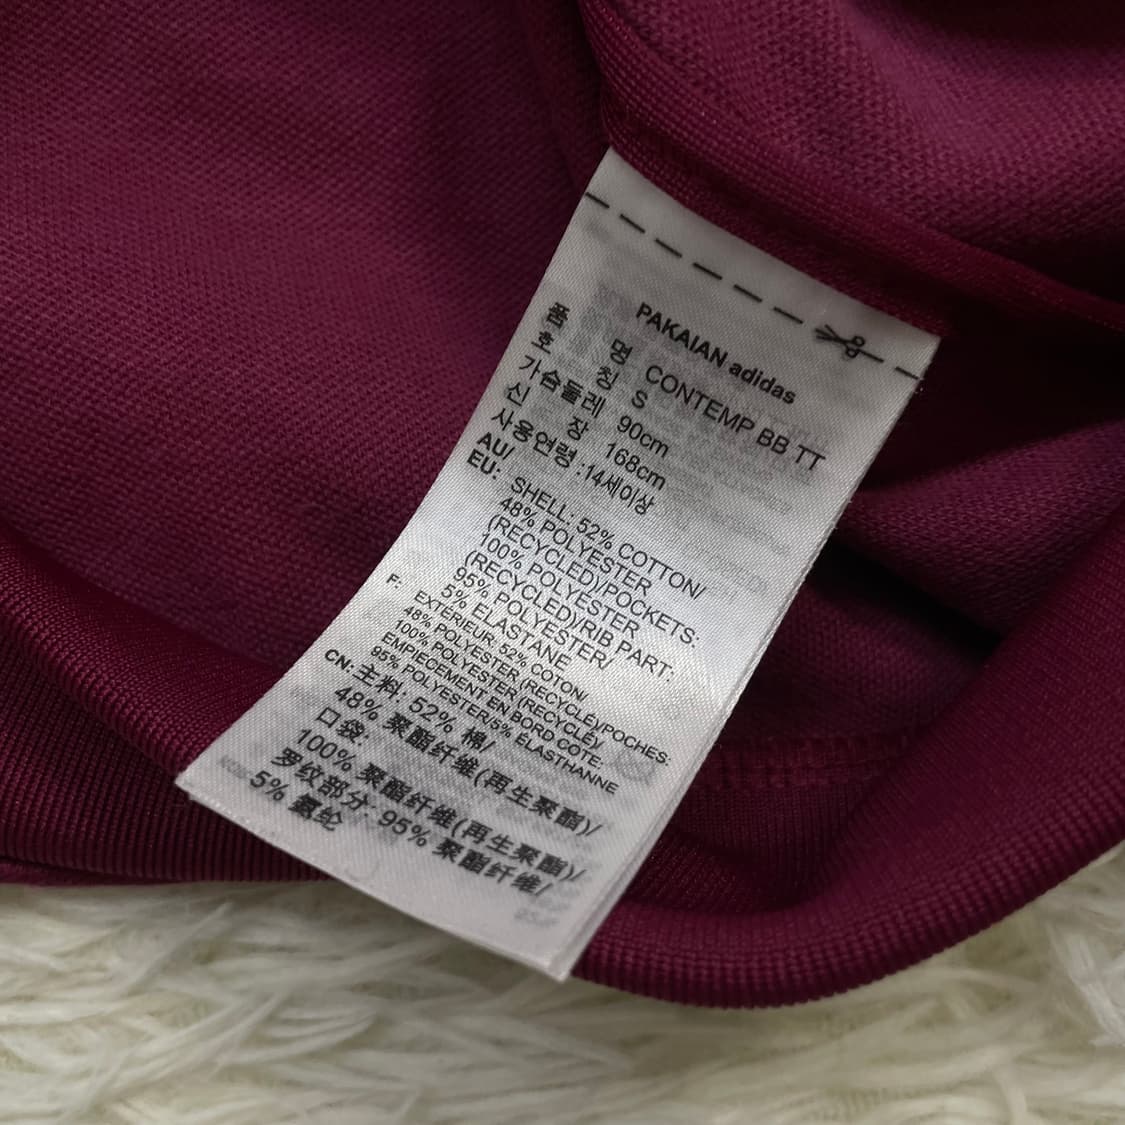 PAKAIAN adidas
품 명 CONTEMP BB TT
호 칭 S
가슴둘레 90cm
신 장 168cm
사용연령 :14세이상
AU/
EU: SHELL: 52% COTTON/
48% POLYESTER
(RECYCLED)/POCKETS:
100% POLYESTER
(RECYCLED)/RIB PART:
95% POLYESTER/
5% ELASTANE
F: EXTÉRIEUR: 52% COTON/
48% POLYESTER (RECYCLÉ)/POCHES:
100% POLYESTER (RECYCLÉ)/
EMPIÈCEMENT EN BORD CÔTE:
95% POLYESTER/5% ÉLASTHANNE
CN: 主料: 52% 棉/
48% 聚酯纤维(再生聚酯)/
口袋:
100% 聚酯纤维(再生聚酯)/
罗纹部分: 95% 聚酯纤维/
5% 氨纶